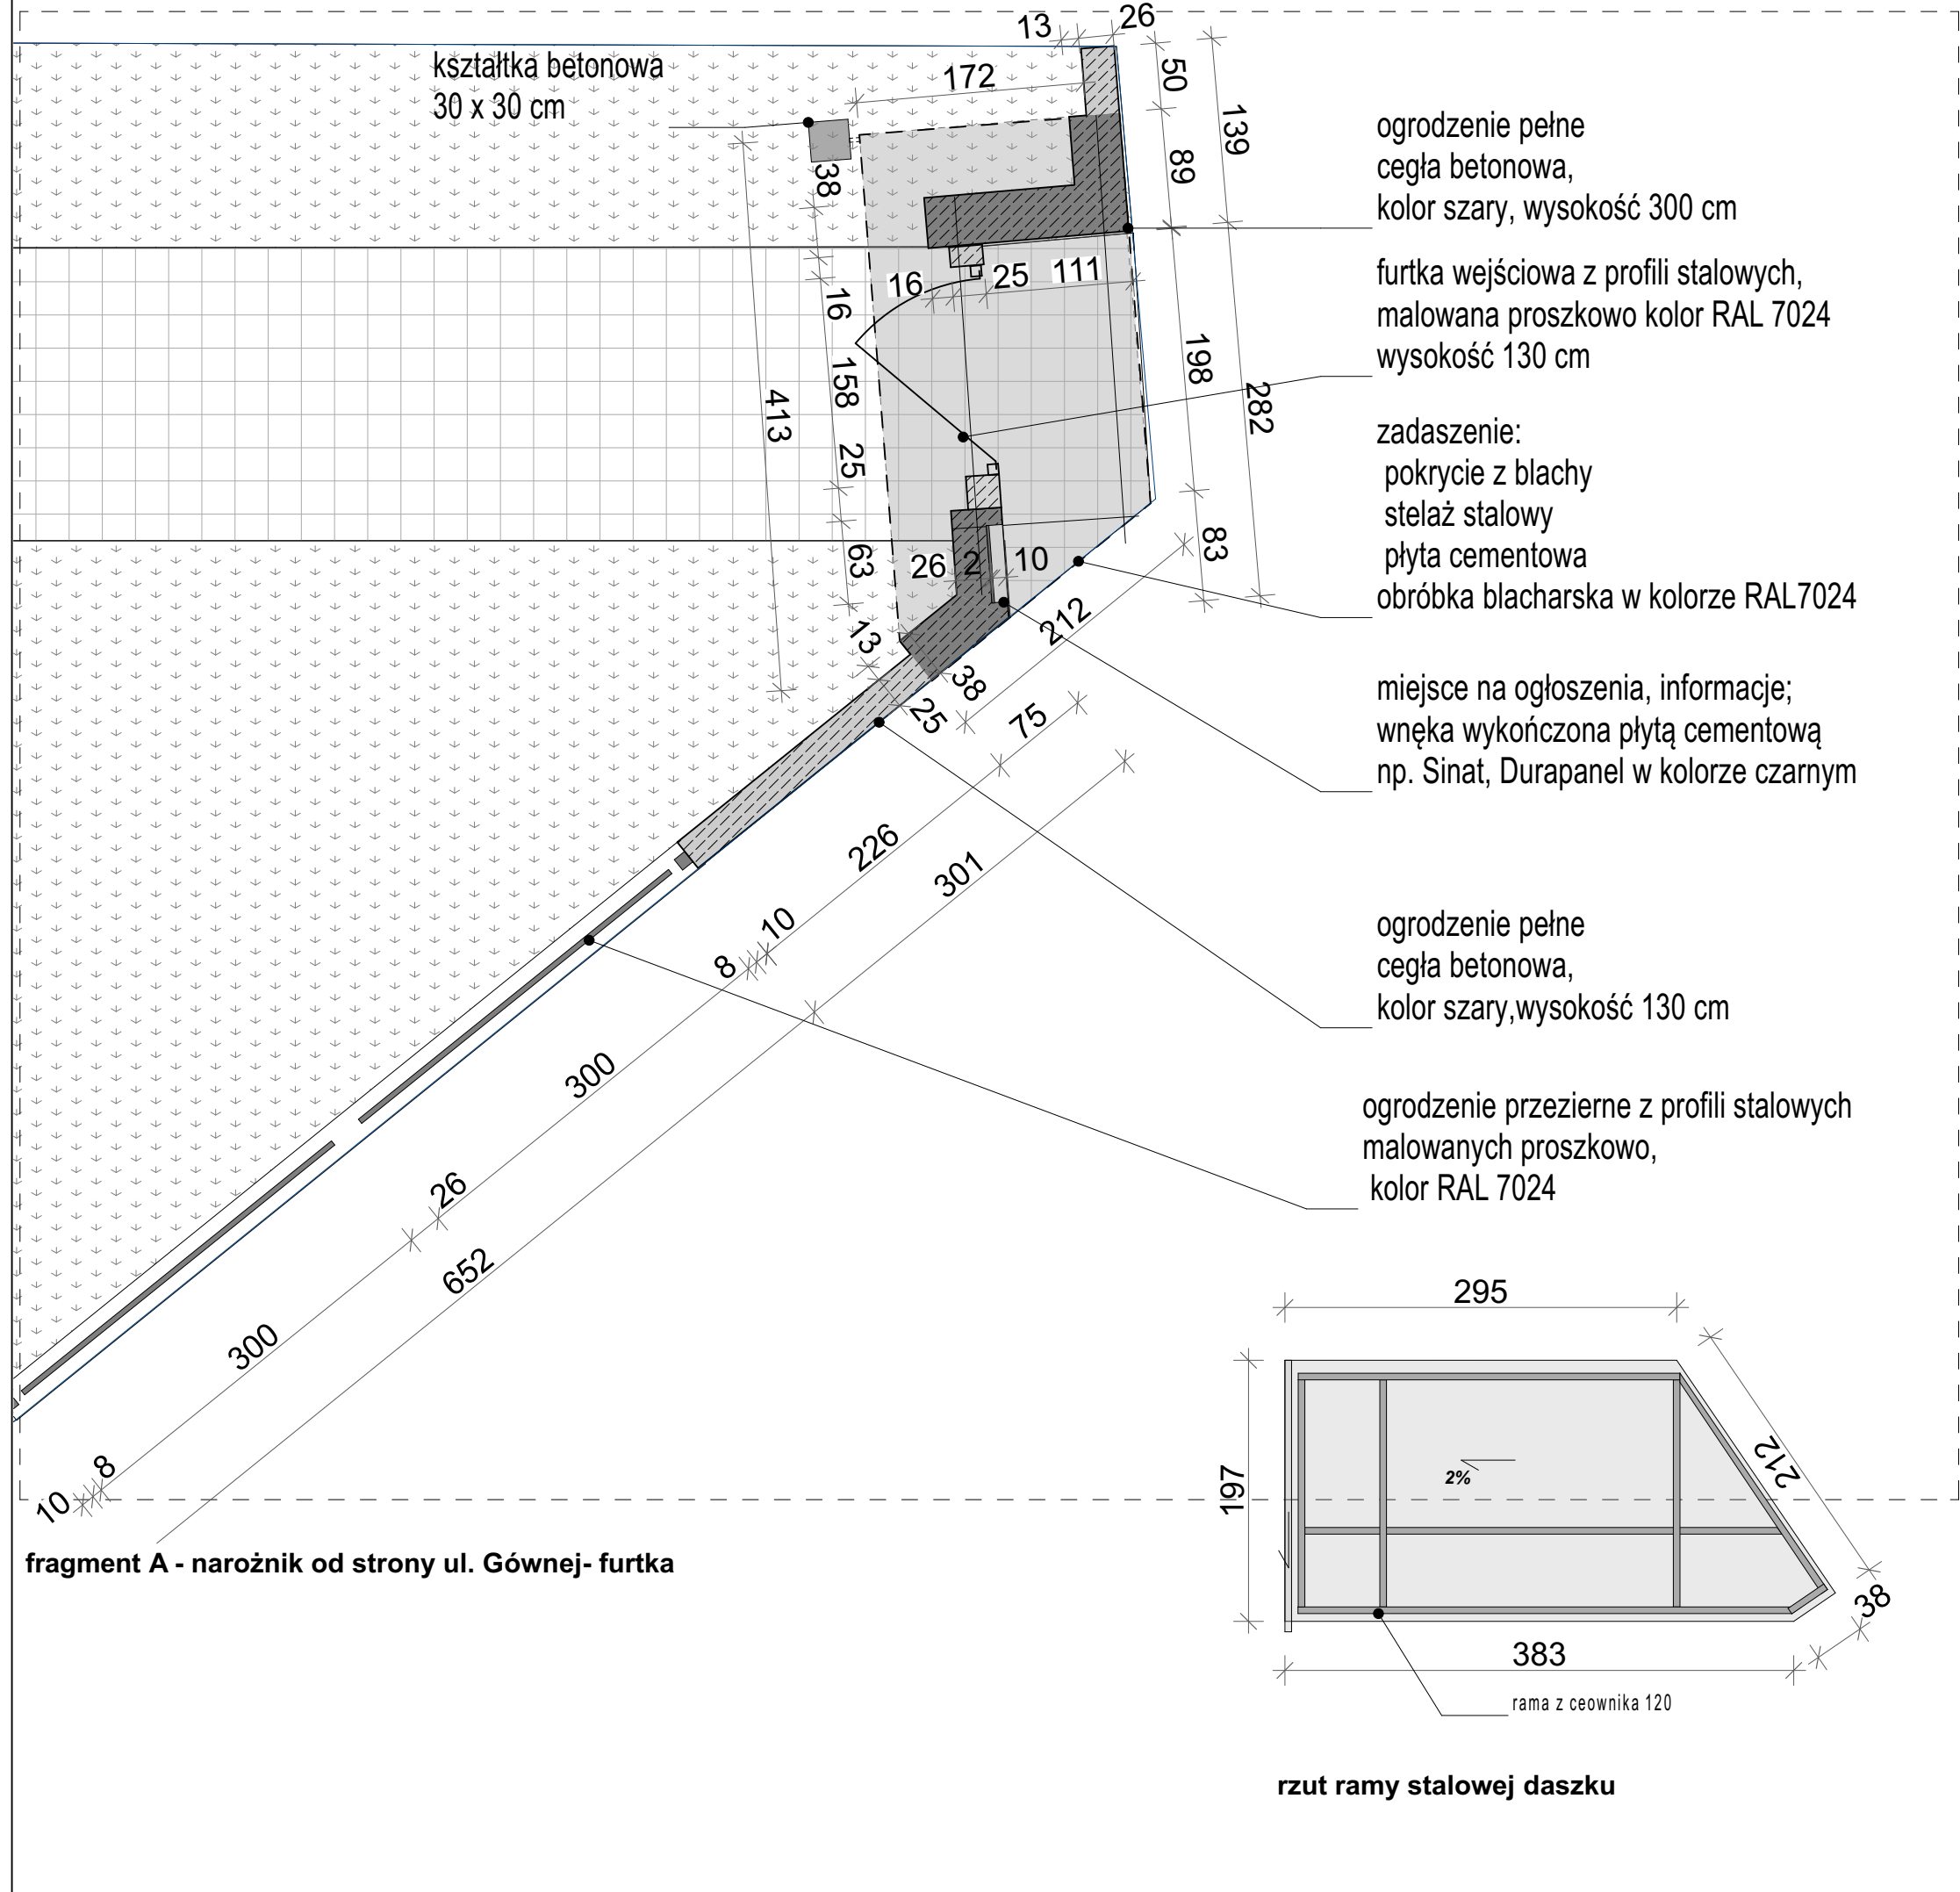 13
26
kształtka betonowa
30 x 30 cm
172
50
139
89
38
16
25
111
16
158
413
25
198
282
63
26
2
10
83
13
38
25
212
75
226
301
10
8
300
26
652
300
8
10
ogrodzenie pełne
cegła betonowa,
kolor szary, wysokość 300 cm
furtka wejściowa z profili stalowych,
malowana proszkowo kolor RAL 7024
wysokość 130 cm
zadaszenie:
pokrycie z blachy
stelaż stalowy
płyta cementowa
obróbka blacharska w kolorze RAL7024
miejsce na ogłoszenia, informacje;
wnęka wykończona płytą cementową
np. Sinat, Durapanel w kolorze czarnym
ogrodzenie pełne
cegła betonowa,
kolor szary,wysokość 130 cm
ogrodzenie przezierne z profili stalowych
malowanych proszkowo,
kolor RAL 7024
fragment A - narożnik od strony ul. Gównej- furtka
295
197
212
2%
38
383
rama z ceownika 120
rzut ramy stalowej daszku